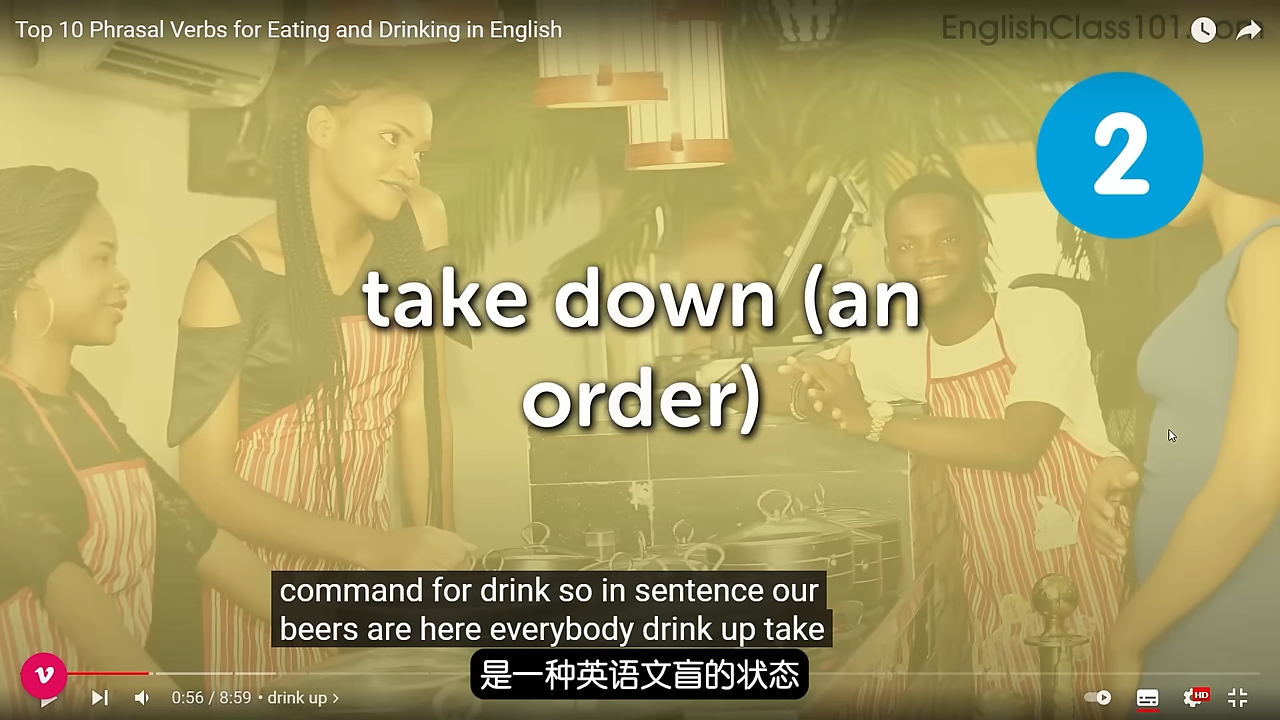 Top 10 Phrasal Verbs for Eating and Drinking in English
EnglishClass101.com
2
take down (an
order)
command for drink so in sentence our
beers are here everybody drink up take
是一种英语文盲的状态
0:56 / 8:59 • drink up ›
HD